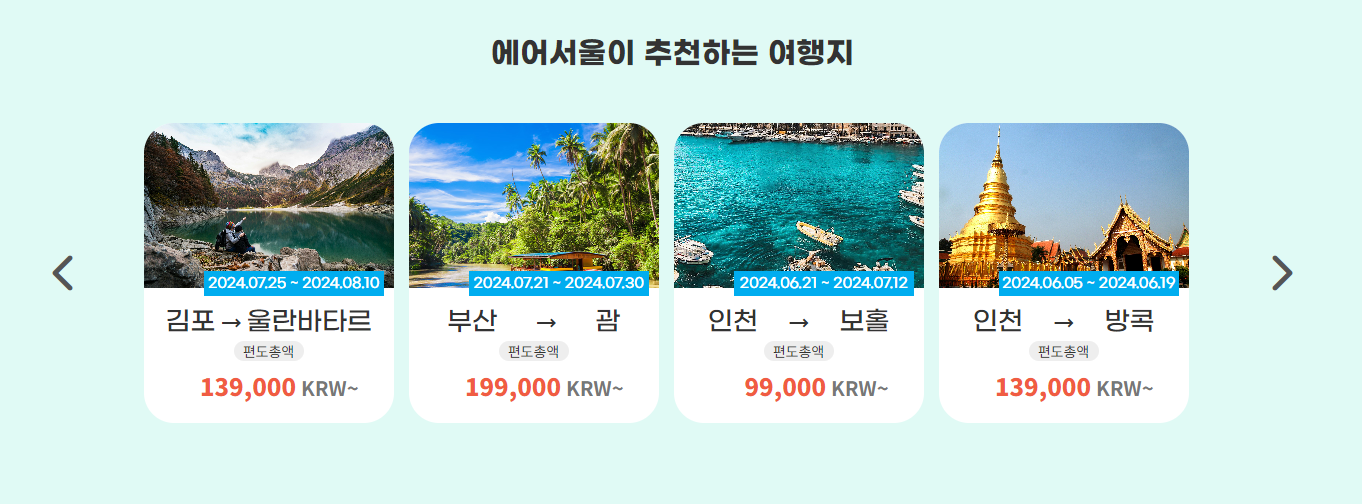 에어서울이 추천하는 여행지
2024.07.25 ~ 2024.08.10
김포 → 울란바타르
편도총액
139,000 KRW~
2024.07.21 ~ 2024.07.30
부산 → 괌
편도총액
199,000 KRW~
2024.06.21 ~ 2024.07.12
인천 → 보홀
편도총액
99,000 KRW~
2024.06.05 ~ 2024.06.19
인천 → 방콕
편도총액
139,000 KRW~